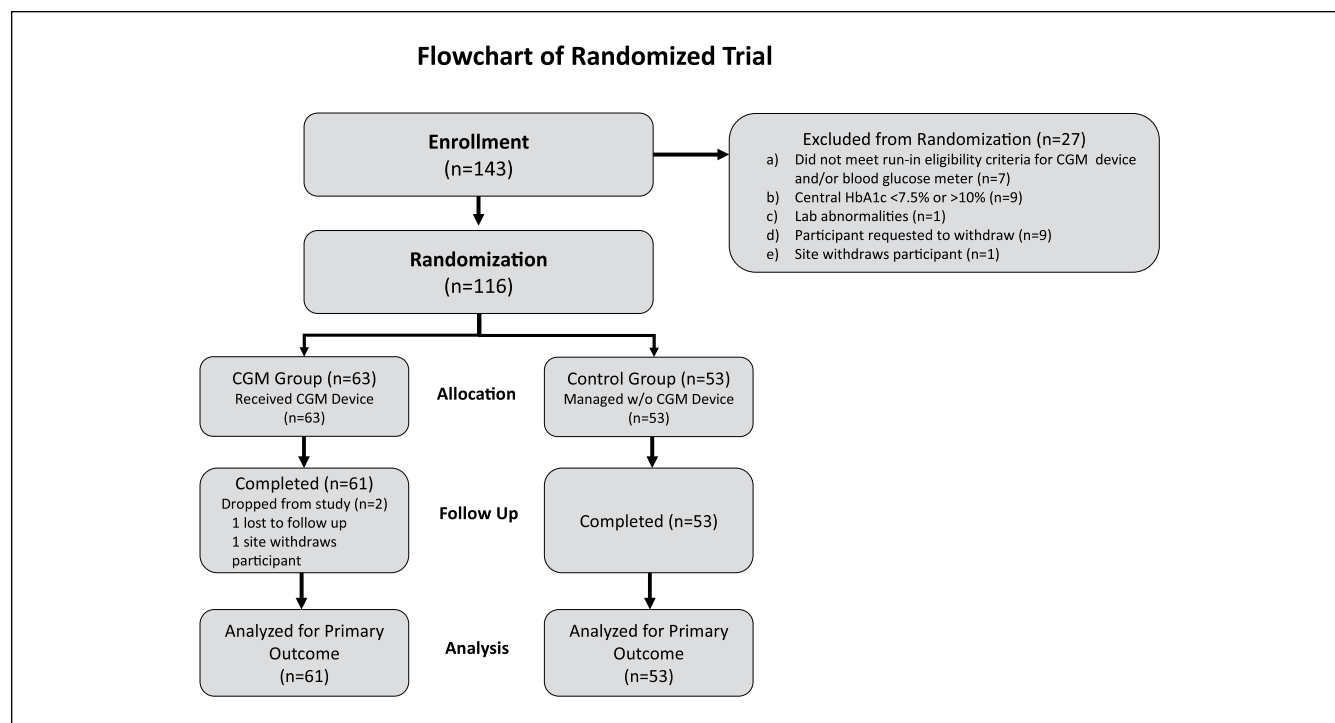 Flowchart of Randomized Trial
Enrollment
(n=143)
Excluded from Randomization (n=27)
a) Did not meet run-in eligibility criteria for CGM device
and/or blood glucose meter (n=7)
b) Central HbA1c <7.5% or >10% (n=9)
c) Lab abnormalities (n=1)
d) Participant requested to withdraw (n=9)
e) Site withdraws participant (n=1)
Randomization
(n=116)
CGM Group (n=63)
Received CGM Device
(n=63)
Allocation
Control Group (n=53)
Managed w/o CGM Device
(n=53)
Completed (n=61)
Dropped from study (n=2)
1 lost to follow up
1 site withdraws
participant
Follow Up
Completed (n=53)
Analyzed for Primary
Outcome
(n=61)
Analysis
Analyzed for Primary
Outcome
(n=53)